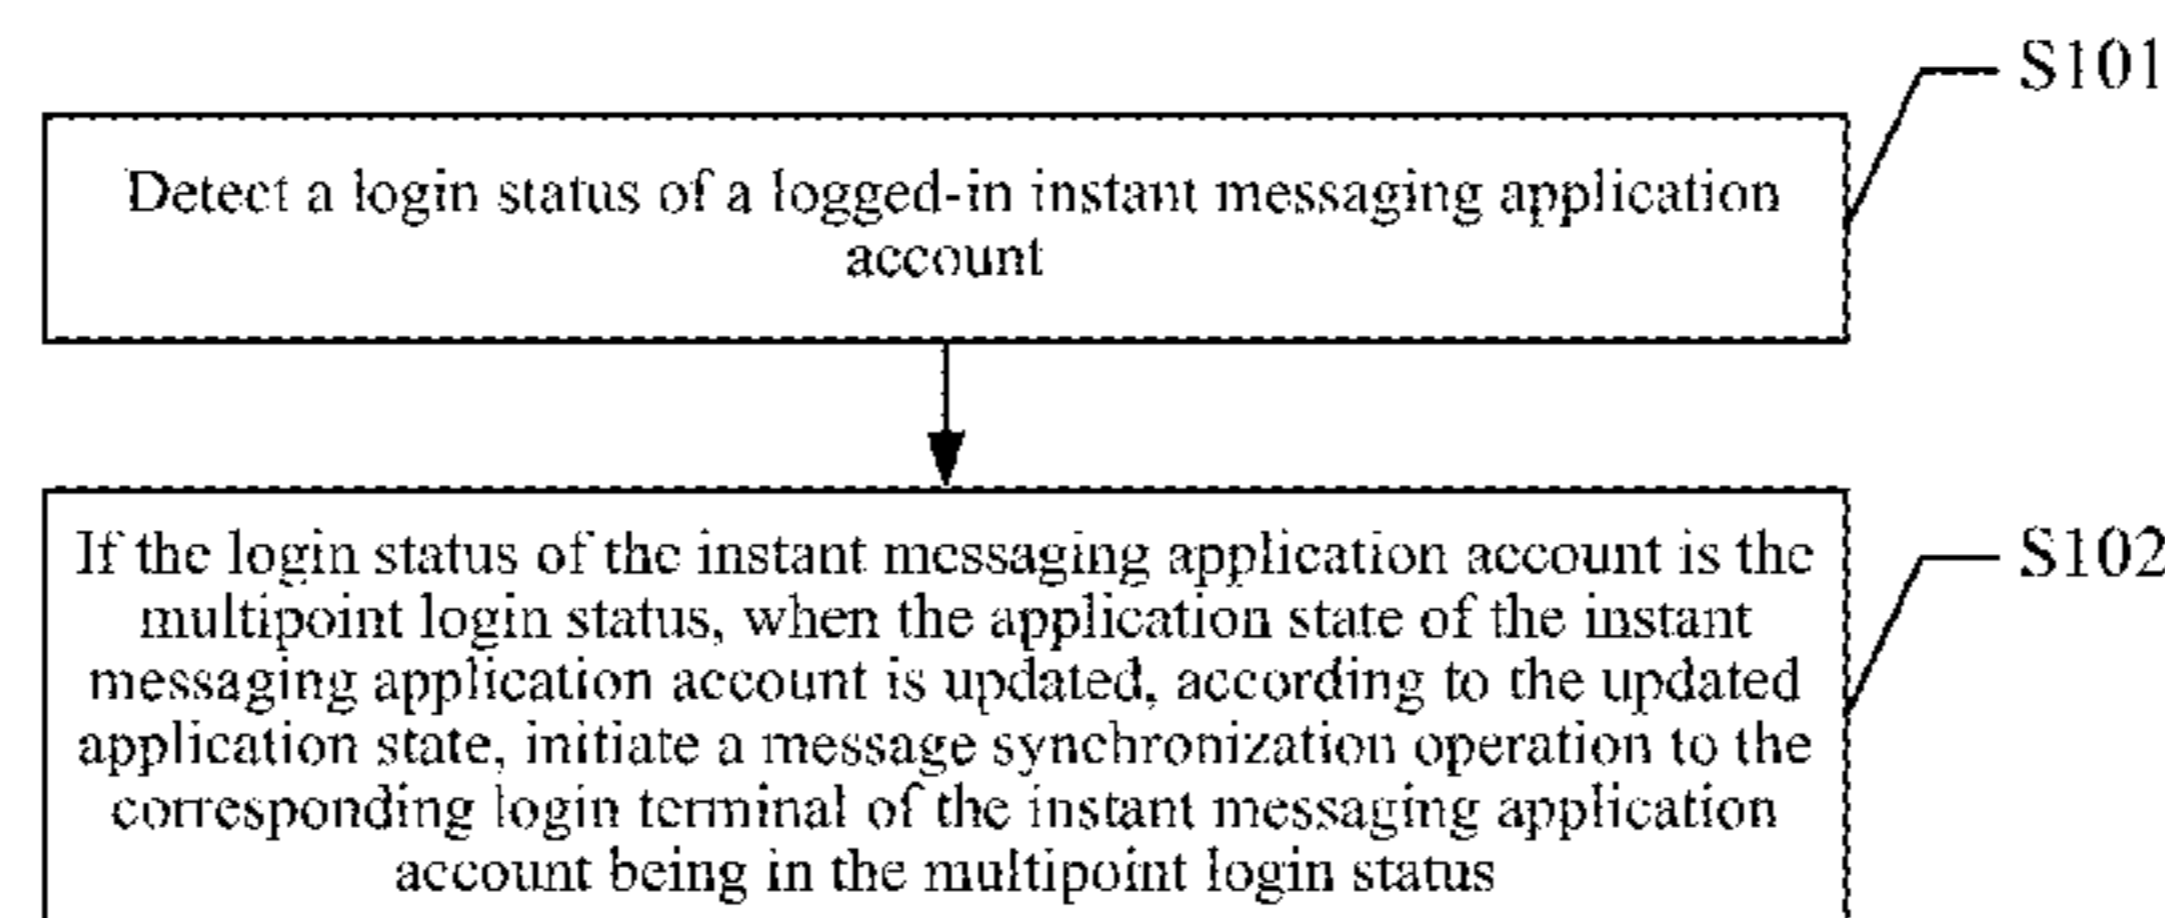 S101
Detect a login status of a logged-in instant messaging application
account
If the login status of the instant messaging application account is the
S102
multipoint login status, when the application state of the instant
messaging application account is updated, according to the updated
application state, initiate a message synchronization operation to the
corresponding login terminal of the instant messaging application
account being in the multipoint login status